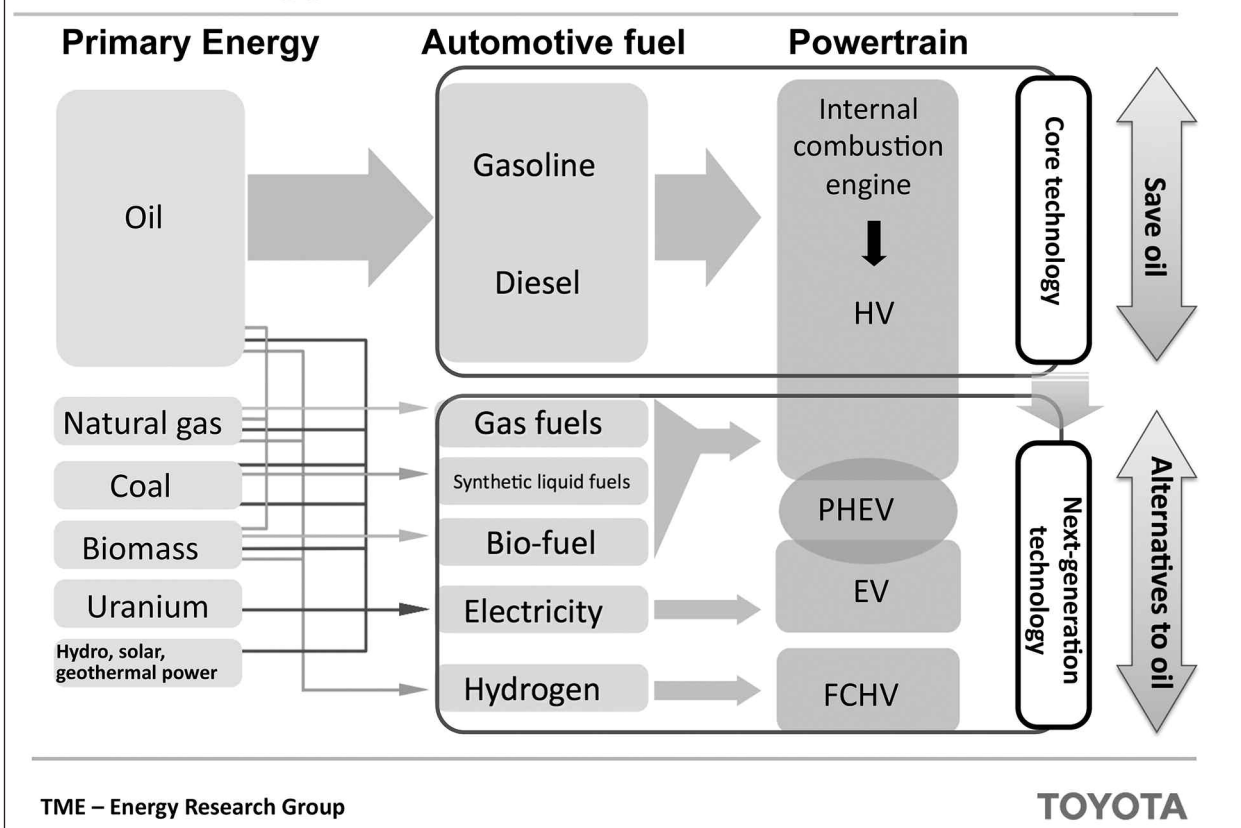 Primary Energy
Automotive fuel
Powertrain
Oil
Gasoline
Diesel
Internal
combustion
engine
HV
Core technology
Save oil
Natural gas
Coal
Biomass
Uranium
Hydro, solar,
geothermal power
Gas fuels
Synthetic liquid fuels
Bio-fuel
Electricity
Hydrogen
PHEV
EV
FCHV
Next-generation
technology
Alternatives to oil
TME – Energy Research Group
TOYOTA